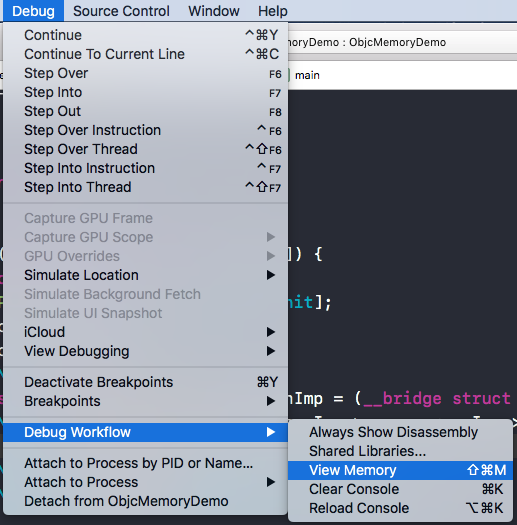 Debug Source Control Window Help
Continue ^⌘Y
noryDemo : ObjcMemoryDemo
Continue To Current Line ^⌘C
Step Over F6
main
Step Into F7
Step Out F8
Step Over Instruction ^F6
Step Over Thread ^⇧F6
Step Into Instruction ^F7
Step Into Thread ^⇧F7
Capture GPU Frame
Capture GPU Scope
GPU Overrides
]) {
Simulate Location
Simulate Background Fetch
nit];
Simulate UI Snapshot
iCloud
View Debugging
Deactivate Breakpoints ⌘Y
Breakpoints
nImp = (__bridge struct
Debug Workflow
Always Show Disassembly
Shared Libraries...
View Memory ⇧⌘M
Clear Console ⌘K
Reload Console ⌥⌘K
Attach to Process by PID or Name...
Attach to Process
Detach from ObjcMemoryDemo